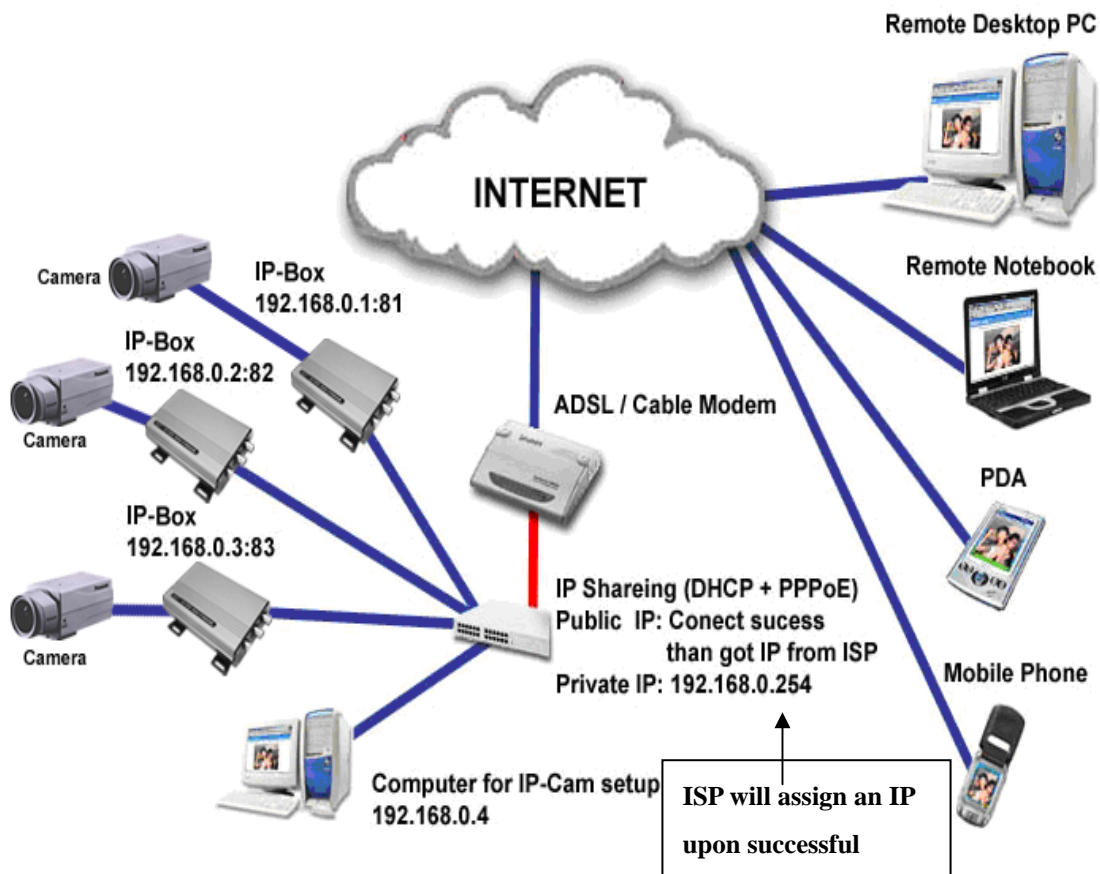 Remote Desktop PC
INTERNET
Camera
IP-Box
192.168.0.1:81
Remote Notebook
IP-Box
192.168.0.2:82
Camera
ADSL / Cable Modem
PDA
IP-Box
192.168.0.3:83
Camera
IP Shareing (DHCP + PPPoE)
Public IP: Conect sucess
than got IP from ISP
Private IP: 192.168.0.254
Mobile Phone
Computer for IP-Cam setup
192.168.0.4
ISP will assign an IP
upon successful